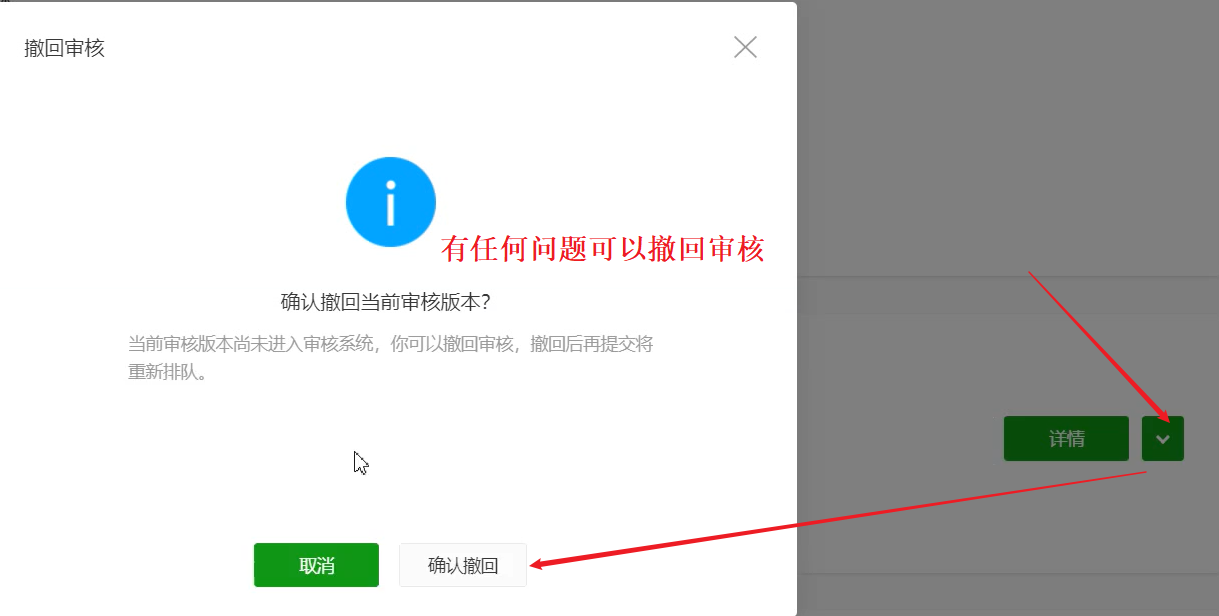 撤回审核
有任何问题可以撤回审核
确认撤回当前审核版本？
当前审核版本尚未进入审核系统，你可以撤回审核，撤回后再提交将
重新排队。
详情
取消
确认撤回